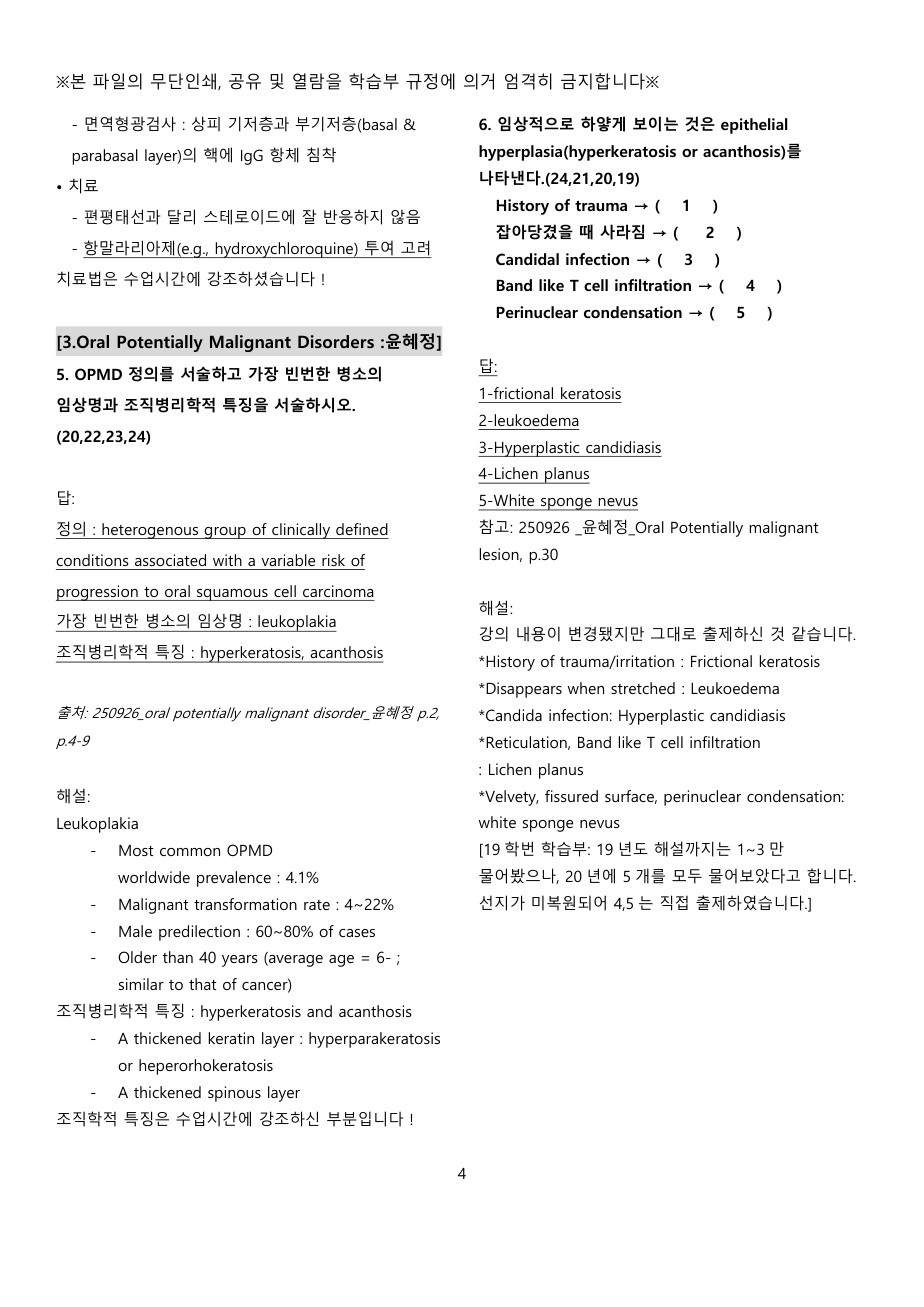 ※본 파일의 무단인쇄, 공유 및 열람을 학습부 규정에 의거 엄격히 금지합니다※
- 면역형광검사 : 상피 기저층과 부기저층(basal &
parabasal layer)의 핵에 IgG 항체 침착
• 치료
- 편평태선과 달리 스테로이드에 잘 반응하지 않음
- 항말라리아제(e.g., hydroxychloroquine) 투여 고려
치료법은 수업시간에 강조하셨습니다 !
[3.Oral Potentially Malignant Disorders :윤혜정]
5. OPMD 정의를 서술하고 가장 빈번한 병소의
임상명과 조직병리학적 특징을 서술하시오.
(20,22,23,24)
답:
정의 : heterogenous group of clinically defined
conditions associated with a variable risk of
progression to oral squamous cell carcinoma
가장 빈번한 병소의 임상명 : leukoplakia
조직병리학적 특징 : hyperkeratosis, acanthosis
출처: 250926_oral potentially malignant disorder_윤혜정 p.2,
p.4-9
해설:
Leukoplakia
- Most common OPMD
worldwide prevalence : 4.1%
- Malignant transformation rate : 4~22%
- Male predilection : 60~80% of cases
- Older than 40 years (average age = 6- ;
similar to that of cancer)
조직병리학적 특징 : hyperkeratosis and acanthosis
- A thickened keratin layer : hyperparakeratosis
or heperorhokeratosis
- A thickened spinous layer
조직학적 특징은 수업시간에 강조하신 부분입니다 !
6. 임상적으로 하얗게 보이는 것은 epithelial
hyperplasia(hyperkeratosis or acanthosis)를
나타낸다.(24,21,20,19)
History of trauma → ( 1 )
잡아당겼을 때 사라짐 → ( 2 )
Candidal infection → ( 3 )
Band like T cell infiltration → ( 4 )
Perinuclear condensation → ( 5 )
답:
1-frictional keratosis
2-leukoedema
3-Hyperplastic candidiasis
4-Lichen planus
5-White sponge nevus
참고: 250926 _윤혜정_Oral Potentially malignant
lesion, p.30
해설:
강의 내용이 변경됐지만 그대로 출제하신 것 같습니다.
*History of trauma/irritation : Frictional keratosis
*Disappears when stretched : Leukoedema
*Candida infection: Hyperplastic candidiasis
*Reticulation, Band like T cell infiltration
: Lichen planus
*Velvety, fissured surface, perinuclear condensation:
white sponge nevus
[19 학번 학습부: 19 년도 해설까지는 1~3 만
물어봤으나, 20 년에 5 개를 모두 물어보았다고 합니다.
선지가 미복원되어 4,5 는 직접 출제하였습니다.]
4